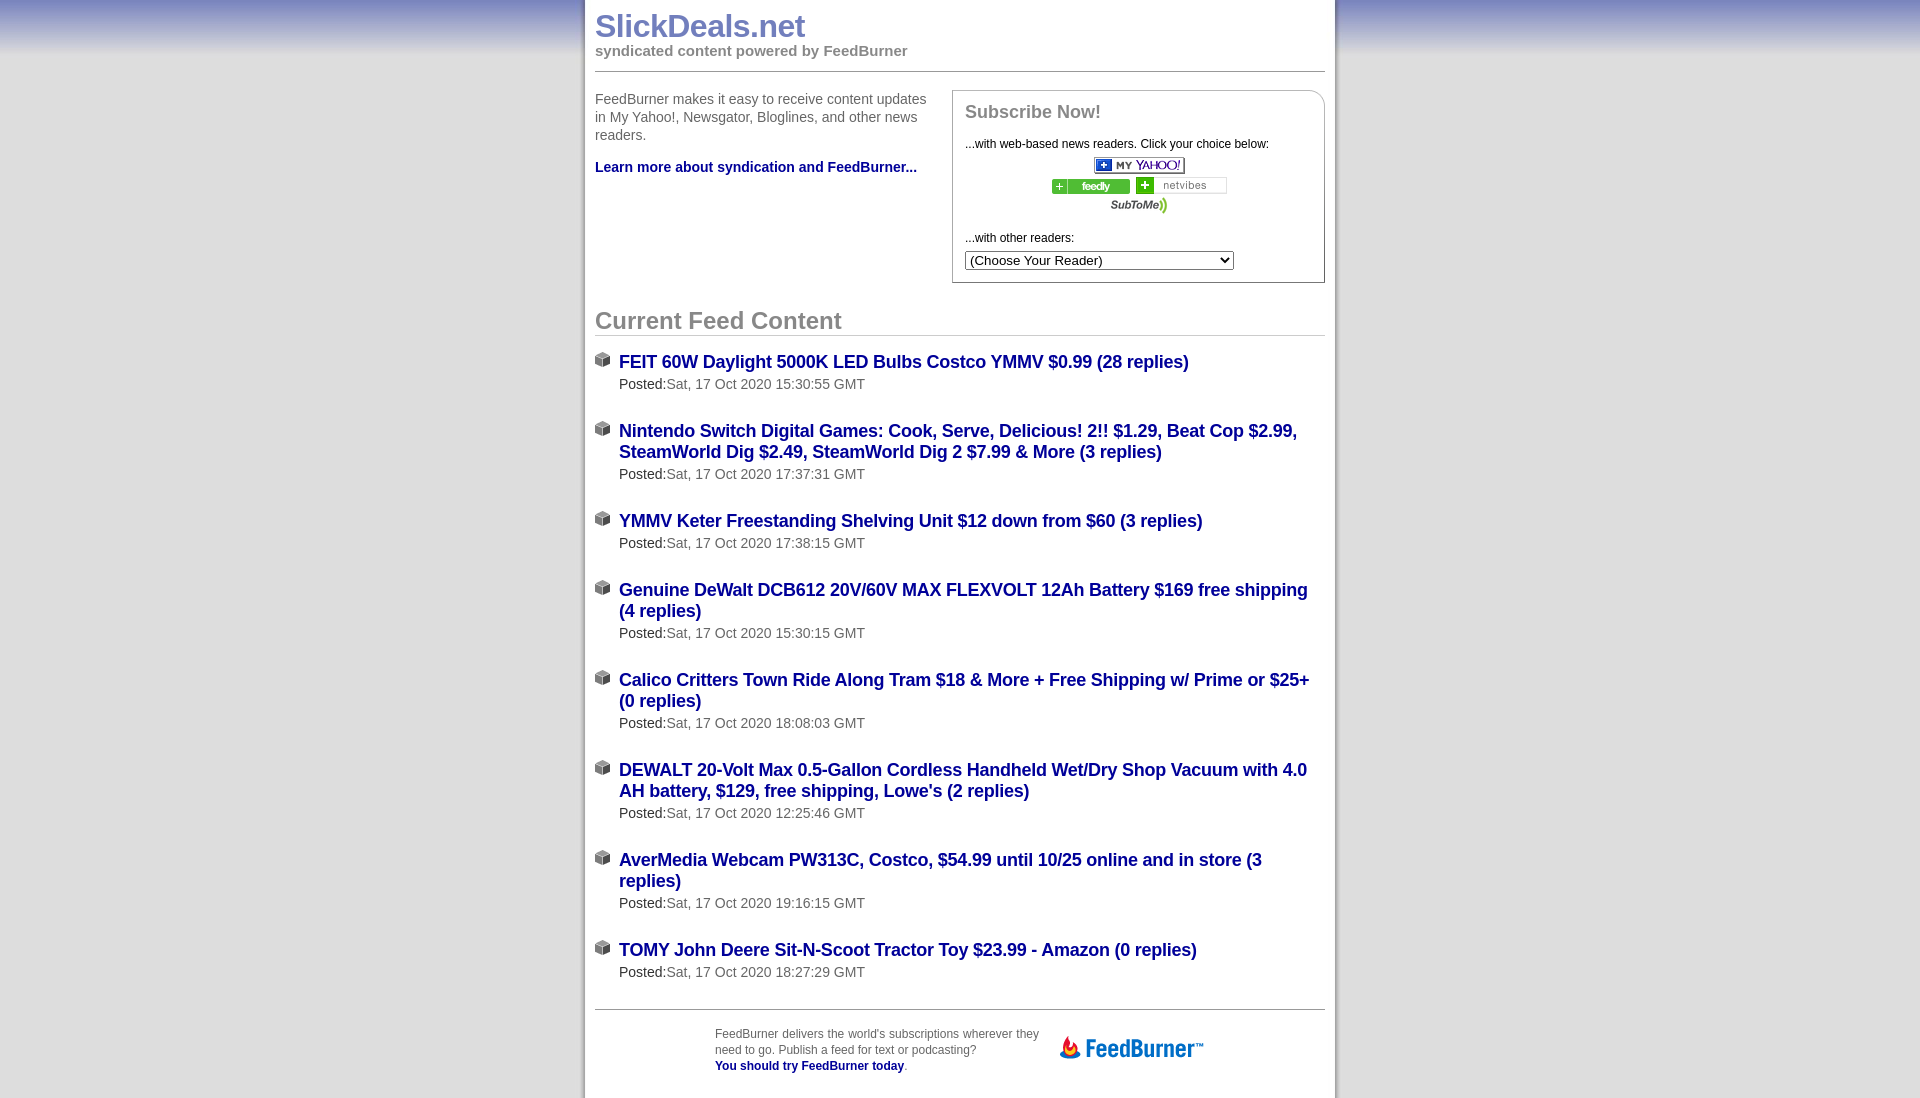 SlickDeals.net
syndicated content powered by FeedBurner
FeedBurner makes it easy to receive content updates
in My Yahoo!, Newsgator, Bloglines, and other news
readers.
Learn more about syndication and FeedBurner...
Subscribe Now!
...with web-based news readers. Click your choice below:
MY YAHOO!
feedly
netvibes
SubToMe
...with other readers:
(Choose Your Reader)
Current Feed Content
FEIT 60W Daylight 5000K LED Bulbs Costco YMMV $0.99 (28 replies)
Posted:Sat, 17 Oct 2020 15:30:55 GMT
Nintendo Switch Digital Games: Cook, Serve, Delicious! 2!! $1.29, Beat Cop $2.99,
SteamWorld Dig $2.49, SteamWorld Dig 2 $7.99 & More (3 replies)
Posted:Sat, 17 Oct 2020 17:37:31 GMT
YMMV Keter Freestanding Shelving Unit $12 down from $60 (3 replies)
Posted:Sat, 17 Oct 2020 17:38:15 GMT
Genuine DeWalt DCB612 20V/60V MAX FLEXVOLT 12Ah Battery $169 free shipping
(4 replies)
Posted:Sat, 17 Oct 2020 15:30:15 GMT
Calico Critters Town Ride Along Tram $18 & More + Free Shipping w/ Prime or $25+
(0 replies)
Posted:Sat, 17 Oct 2020 18:08:03 GMT
DEWALT 20-Volt Max 0.5-Gallon Cordless Handheld Wet/Dry Shop Vacuum with 4.0
AH battery, $129, free shipping, Lowe's (2 replies)
Posted:Sat, 17 Oct 2020 12:25:46 GMT
AverMedia Webcam PW313C, Costco, $54.99 until 10/25 online and in store (3
replies)
Posted:Sat, 17 Oct 2020 19:16:15 GMT
TOMY John Deere Sit-N-Scoot Tractor Toy $23.99 - Amazon (0 replies)
Posted:Sat, 17 Oct 2020 18:27:29 GMT
FeedBurner delivers the world's subscriptions wherever they
need to go. Publish a feed for text or podcasting?
You should try FeedBurner today.
FeedBurner™